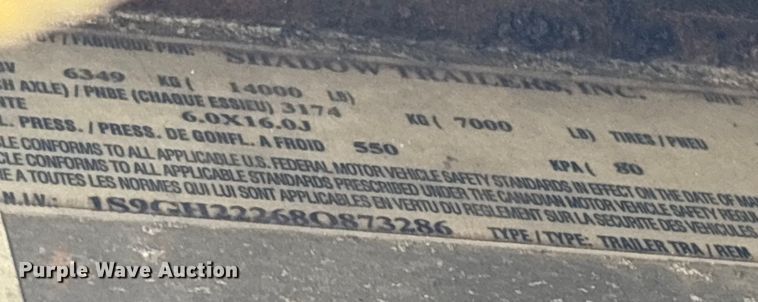 BY / FABRIQUE PAR: SHADOW TRAILERS, INC. DATE
6349 KG ( 14000 LB)
H AXLE) / PNBE (CHAQUE ESSIEU) 3174 KG ( 7000 LB) TIRES / PNEU
NTE 6.0X16.0J
L. PRESS. / PRESS. DE GONFL. A FROID 550 KPA ( 80
LE CONFORMS TO ALL APPLICABLE U.S. FEDERAL MOTOR VEHICLE SAFETY STANDARDS IN EFFECT ON THE DATE OF MA
CLE CONFORMS TO ALL APPLICABLE STANDARDS PRESCRIBED UNDER THE CANADIAN MOTOR VEHICLE SAFETY REGUL
E A TOUTES LES NORMES QUI LUI SONT APPLICABLES EN VERTU DU REGLEMENT SUR LA SECURITE DES VEHICULES
N.I.V.: 1S9GH22268O873286 TYPE / TYPE: TRAILER TRA / REM
Purple Wave Auction